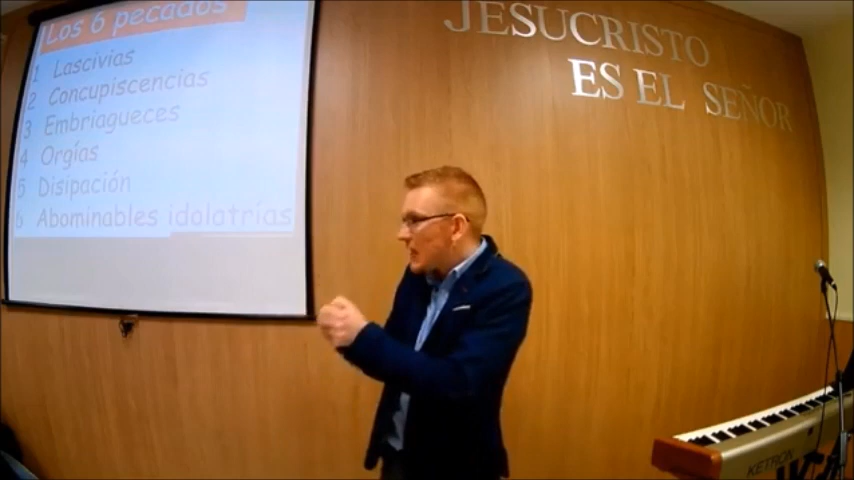 Los 6 pecados
1 Lascivias
2 Concupiscencias
3 Embriagueces
4 Orgías
5 Disipación
6 Abominables idolatrías
JESUCRISTO
ES EL SEÑOR
KETRON